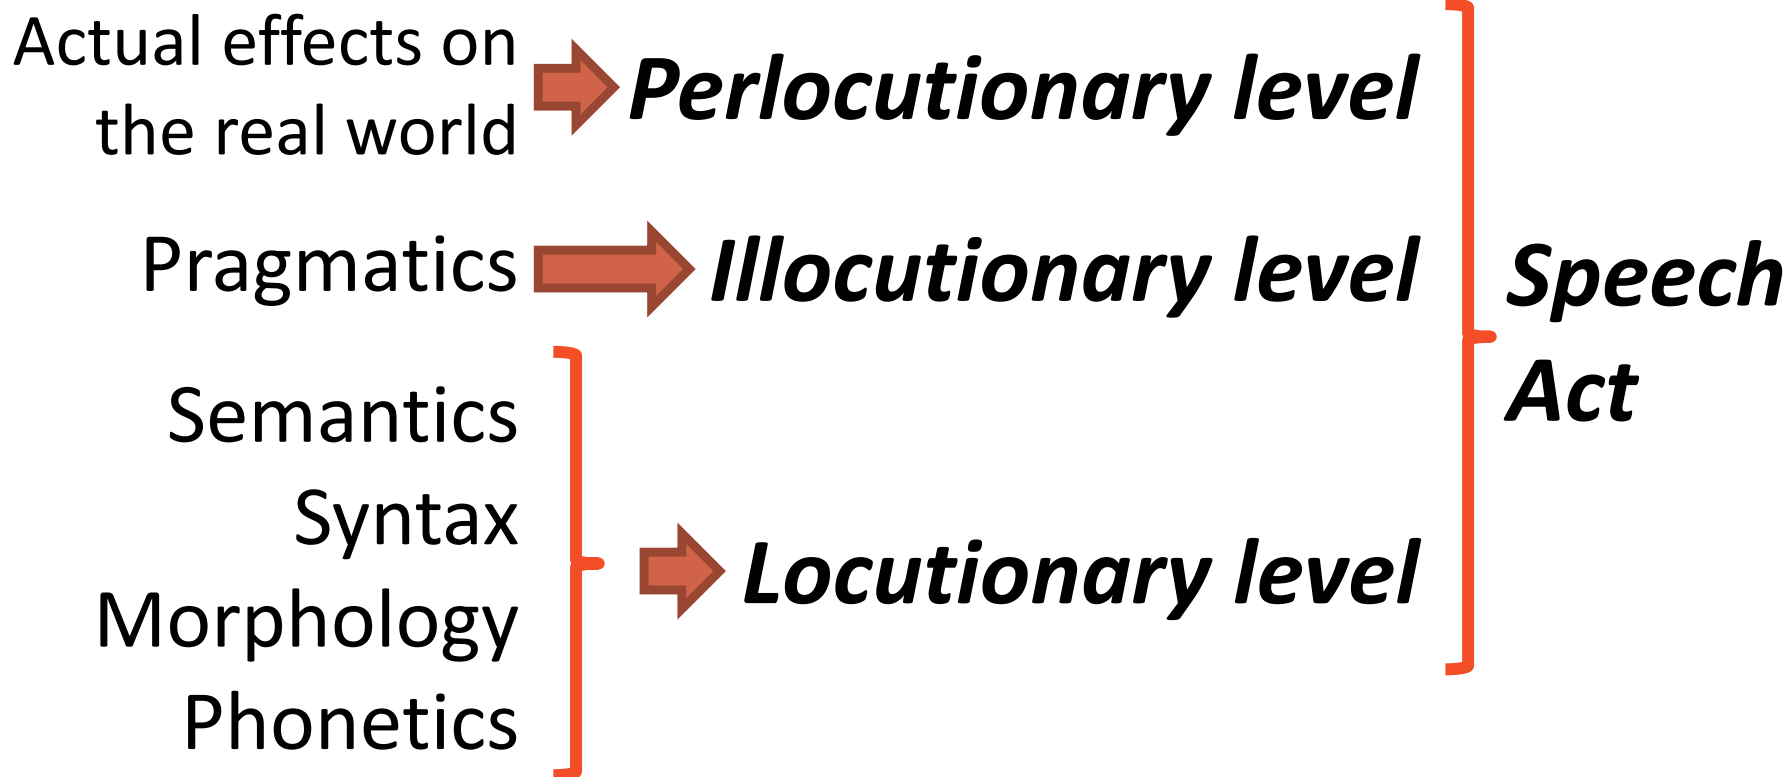 Actual effects on
the real world
Perlocutionary level
Pragmatics
Illocutionary level
Semantics
Syntax
Morphology
Phonetics
Locutionary level
Speech
Act